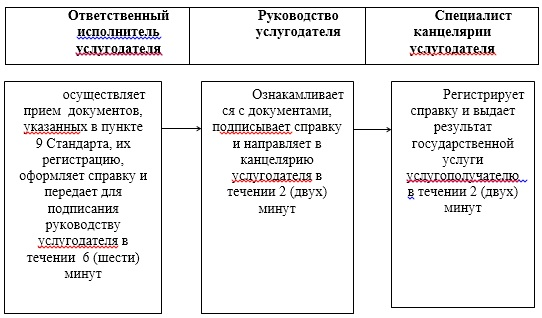 Ответственный
исполнитель
услугодателя
Руководство
услугодателя
Специалист
канцелярии
услугодателя
осуществляет
прием документов,
указанных в пункте
9 Стандарта, их
регистрацию,
оформляет справку и
передает для
подписания
руководству
услугодателя в
течении 6 (шести)
минут
Ознакамливает
ся с документами,
подписывает справку
и направляет в
канцелярию
услугодателя в
течении 2 (двух)
минут
Регистрирует
справку и выдает
результат
государственной
услуги
услугополучателю
в течении 2 (двух)
минут